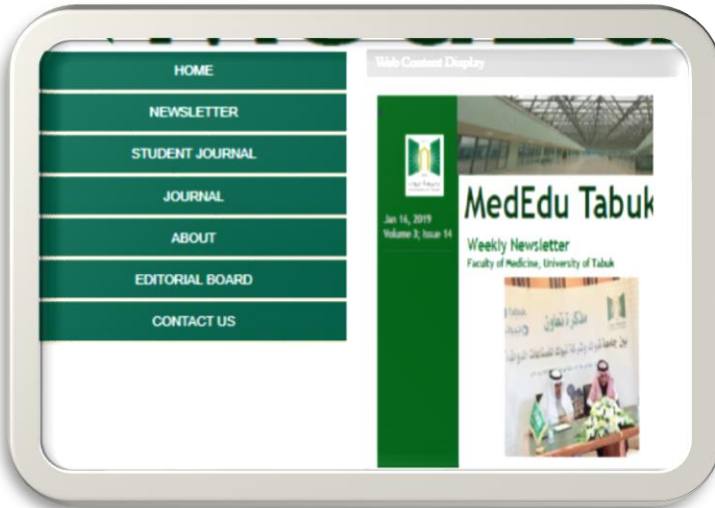 HOME
NEWSLETTER
STUDENT JOURNAL
JOURNAL
ABOUT
EDITORIAL BOARD
CONTACT US
Web Content Display
Jan 16, 2019
Volume 3; Issue 14
MedEdu Tabuk
Weekly Newsletter
Faculty of Medicine, University of Tabuk
مذكرة تعاون